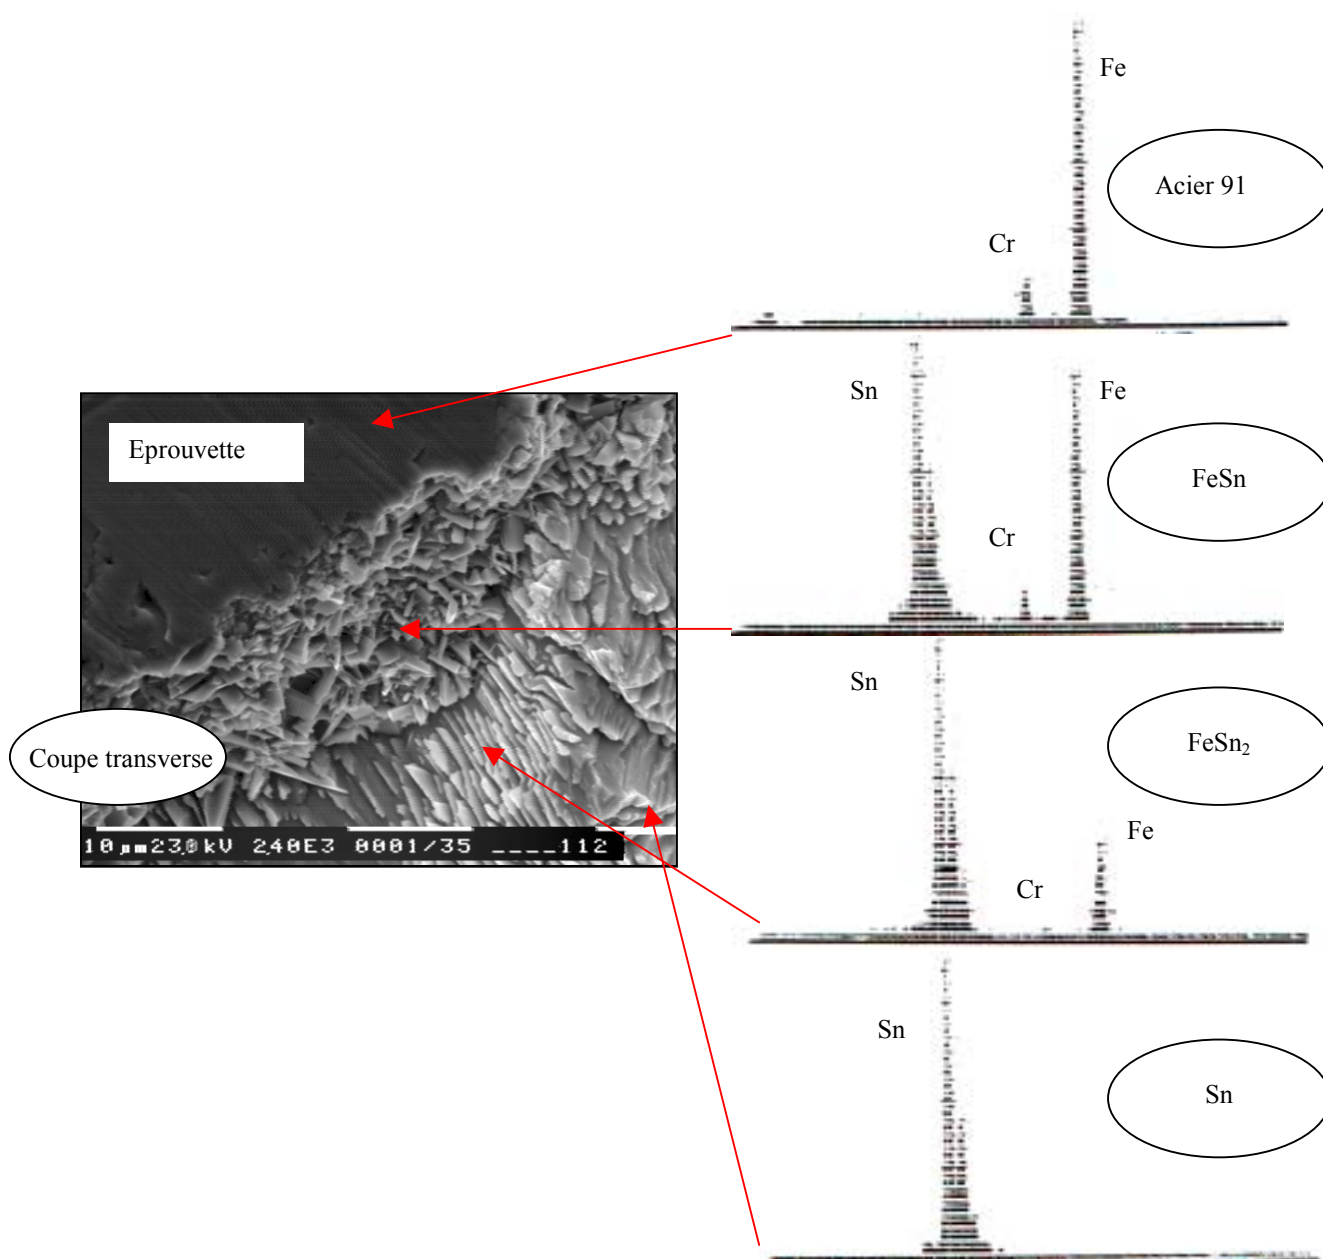 Fe
Acier 91
Cr
Sn
Fe
FeSn
Cr
Eprouvette
Sn
FeSn₂
Coupe transverse
Fe
10 µm 23,0 kV 2,40E3 0001/35 ____112
Cr
Sn
Sn